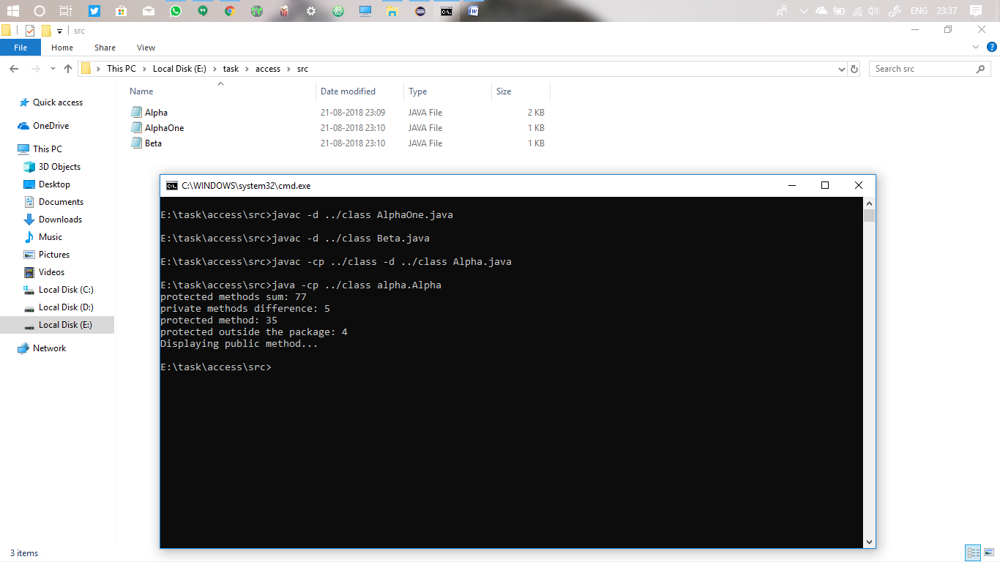 ENG 23:37
src
File Home Share View
This PC Local Disk (E:) task access src
Search src
Name Date modified Type Size
Alpha 21-08-2018 23:09 JAVA File 2 KB
AlphaOne 21-08-2018 23:10 JAVA File 1 KB
Beta 21-08-2018 23:10 JAVA File 1 KB
Quick access
OneDrive
This PC
3D Objects
Desktop
Documents
Downloads
Music
Pictures
Videos
Local Disk (C:)
Local Disk (D:)
Local Disk (E:)
Network
C:\WINDOWS\system32\cmd.exe
E:\task\access\src>javac -d ../class AlphaOne.java
E:\task\access\src>javac -d ../class Beta.java
E:\task\access\src>javac -cp ../class -d ../class Alpha.java
E:\task\access\src>java -cp ../class alpha.Alpha
protected methods sum: 77
private methods difference: 5
protected method: 35
protected outside the package: 4
Displaying public method...
E:\task\access\src>
3 items